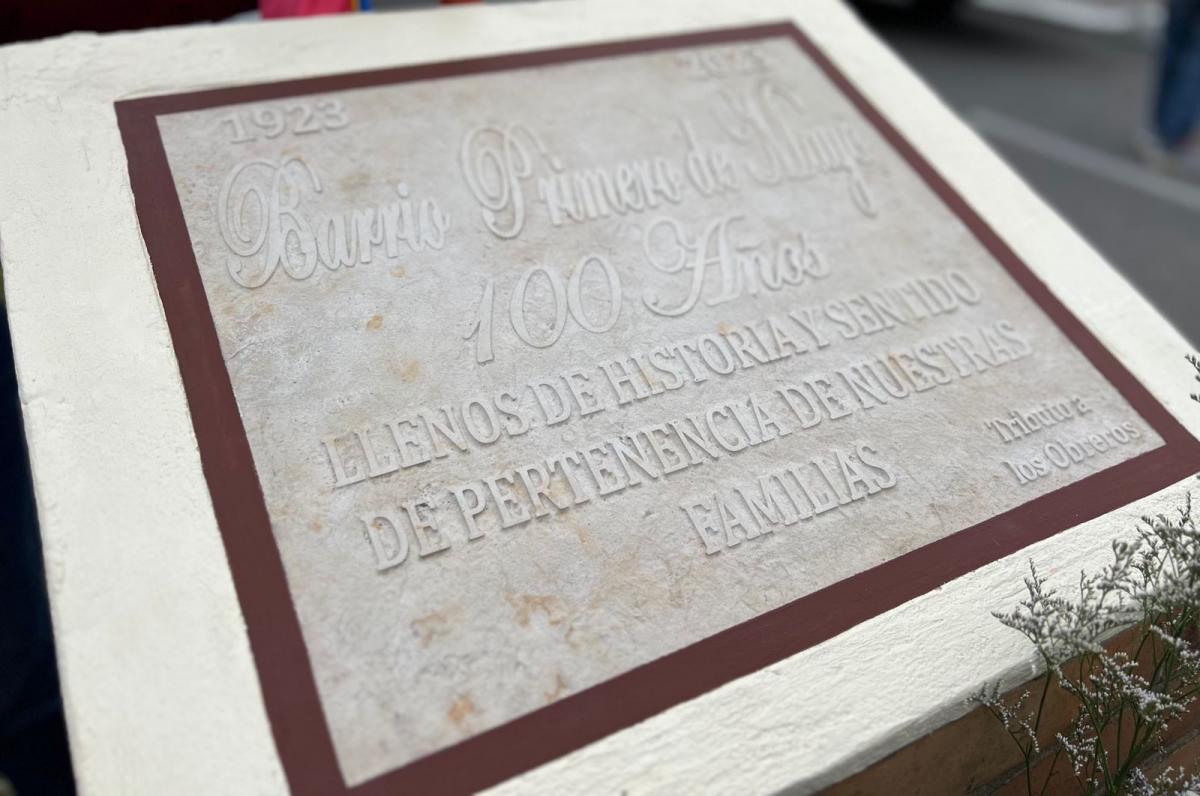 1923 2023
Barrio Primero de Mayo
100 Años
LLENOS DE HISTORIA Y SENTIDO
DE PERTENENCIA DE NUESTRAS
FAMILIAS
Tributo a
los Obreros